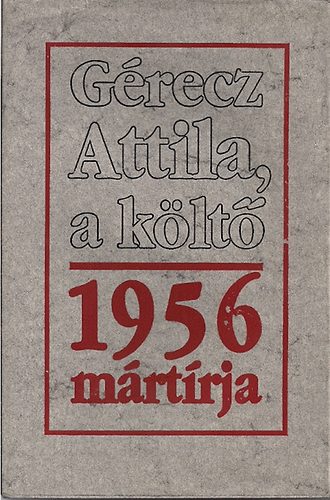 Gérecz
Attila,
a költő
1956
mártírja